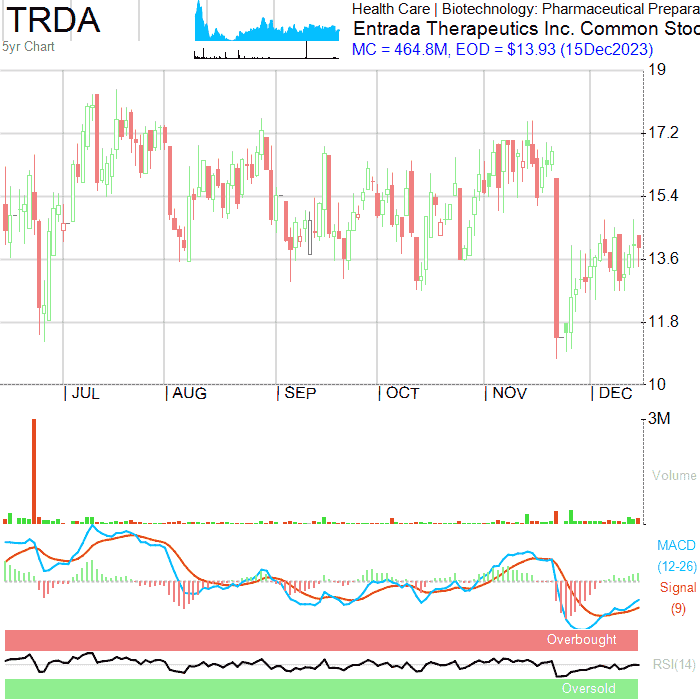 TRDA
5yr Chart
Health Care | Biotechnology: Pharmaceutical Prepara
Entrada Therapeutics Inc. Common Stoc
MC = 464.8M, EOD = $13.93 (15Dec2023)
19
17.2
15.4
13.6
11.8
10
| JUL | AUG | SEP | OCT | NOV | DEC
3M
Volume
MACD
(12-26)
Signal
(9)
Overbought
RSI(14)
Oversold